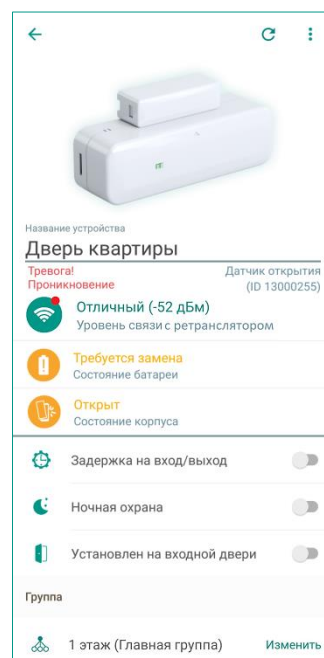 Название устройства
Дверь квартиры
Тревога!
Проникновение
Датчик открытия
(ID 13000255)
Отличный (-52 дБм)
Уровень связи с ретранслятором
Требуется замена
Состояние батареи
Открыт
Состояние корпуса
Задержка на вход/выход
Ночная охрана
Установлен на входной двери
Группа
1 этаж (Главная группа) Изменить